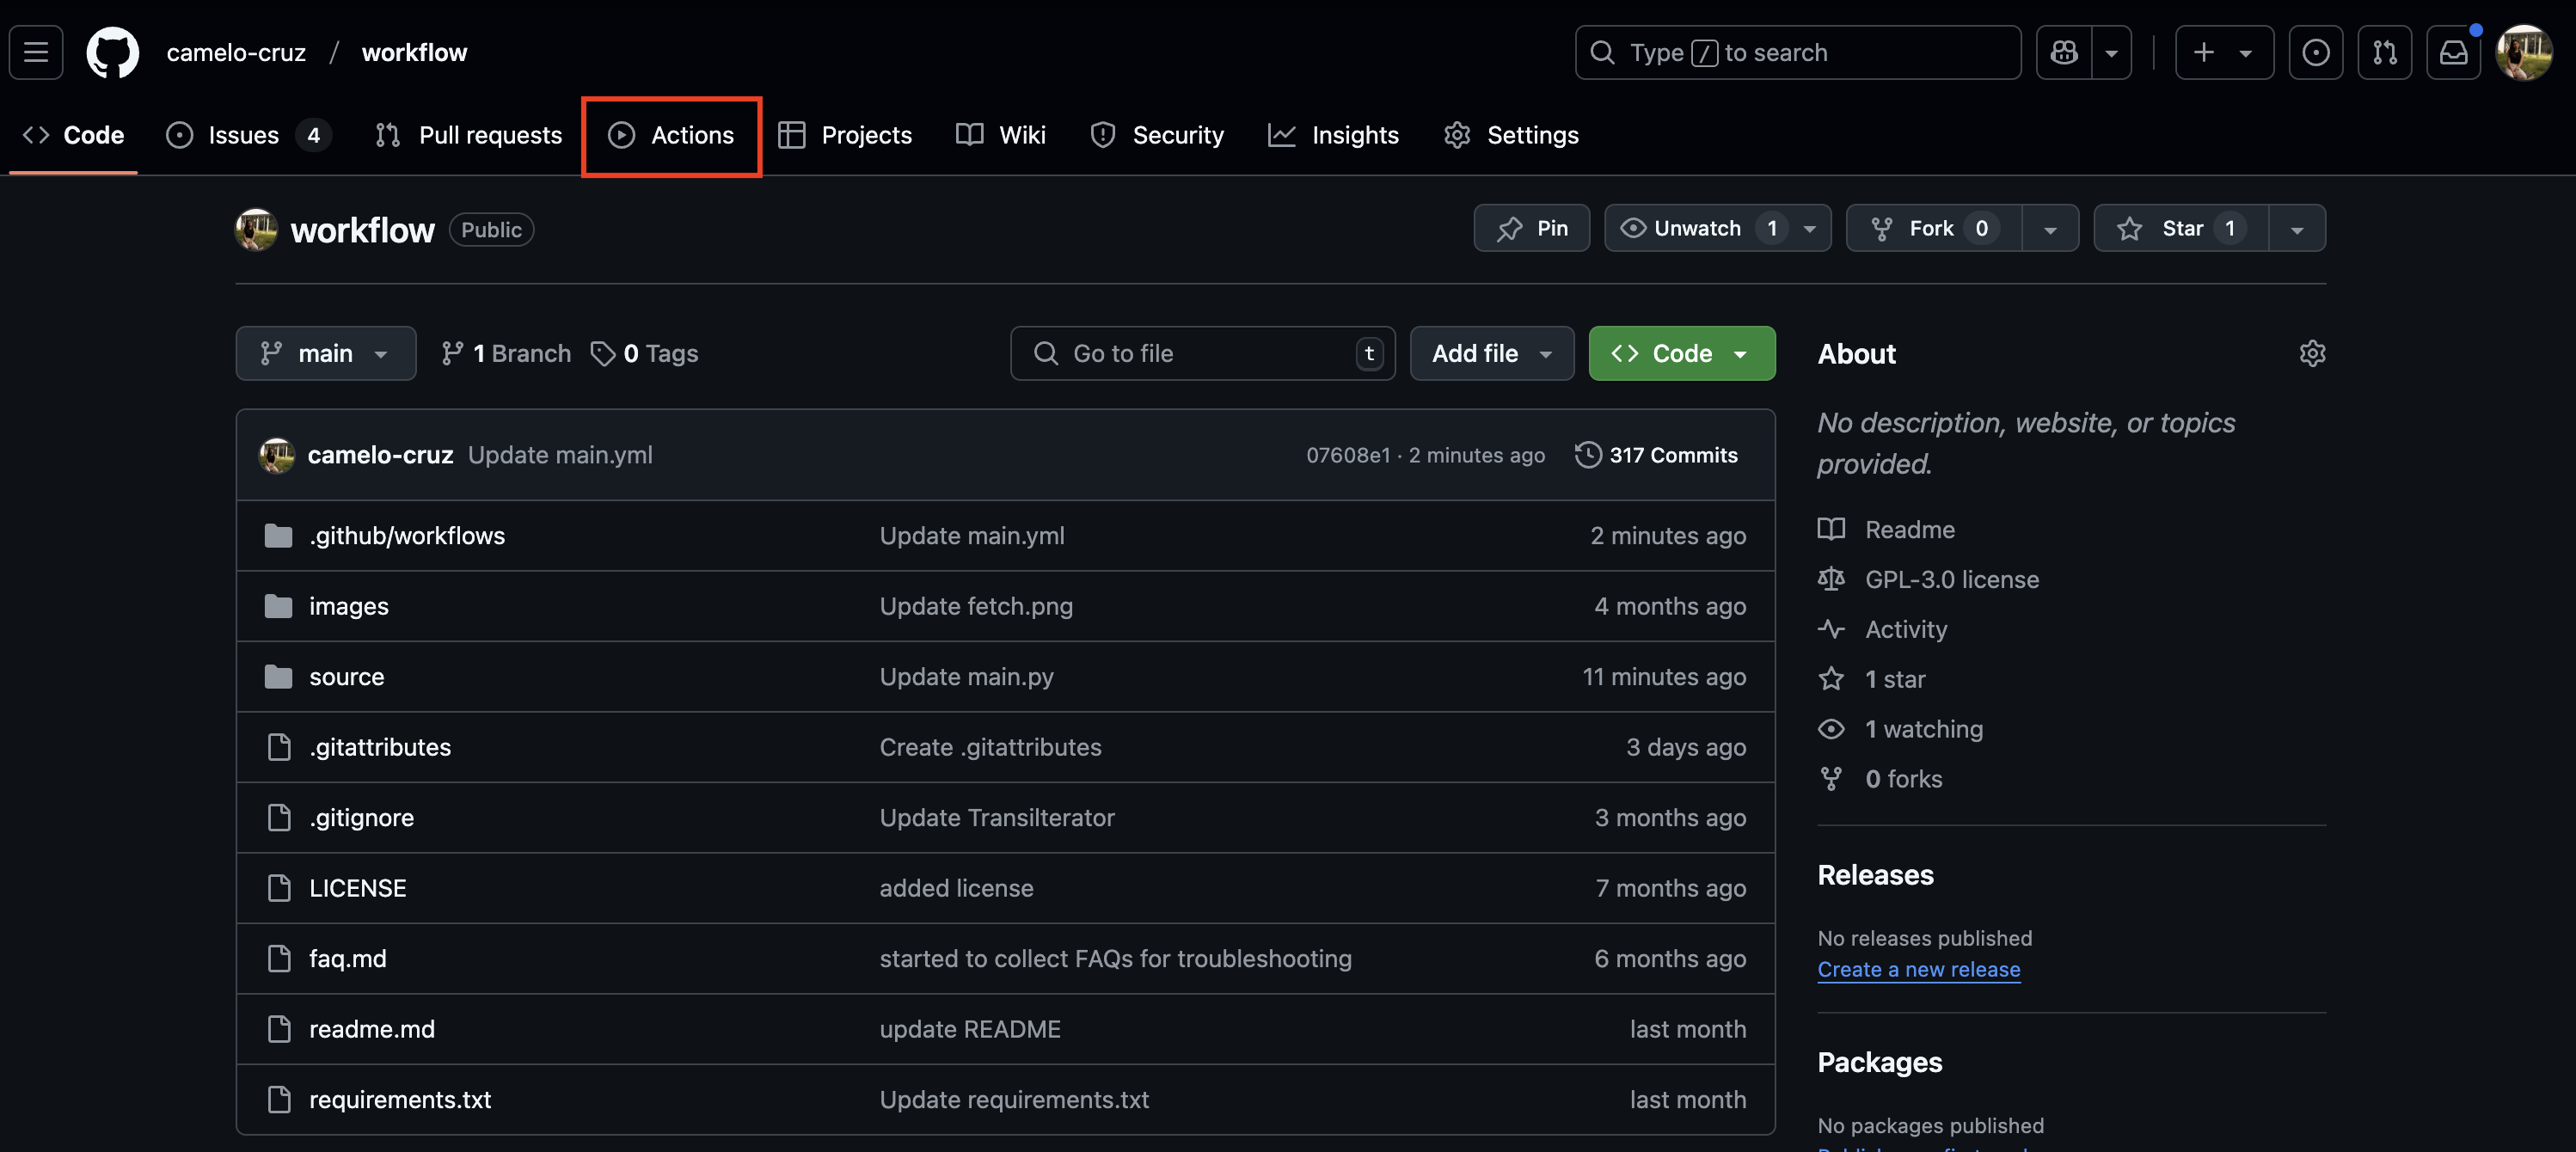 camelo-cruz / workflow
Type / to search
Code
Issues 4
Pull requests
Actions
Projects
Wiki
Security
Insights
Settings
workflow Public
Pin
Unwatch 1
Fork 0
Star 1
main
1 Branch
0 Tags
Go to file t
Add file
Code
camelo-cruz Update main.yml 07608e1 · 2 minutes ago 317 Commits
.github/workflows Update main.yml 2 minutes ago
images Update fetch.png 4 months ago
source Update main.py 11 minutes ago
.gitattributes Create .gitattributes 3 days ago
.gitignore Update Transilterator 3 months ago
LICENSE added license 7 months ago
faq.md started to collect FAQs for troubleshooting 6 months ago
readme.md update README last month
requirements.txt Update requirements.txt last month
About
No description, website, or topics
provided.
Readme
GPL-3.0 license
Activity
1 star
1 watching
0 forks
Releases
No releases published
Create a new release
Packages
No packages published